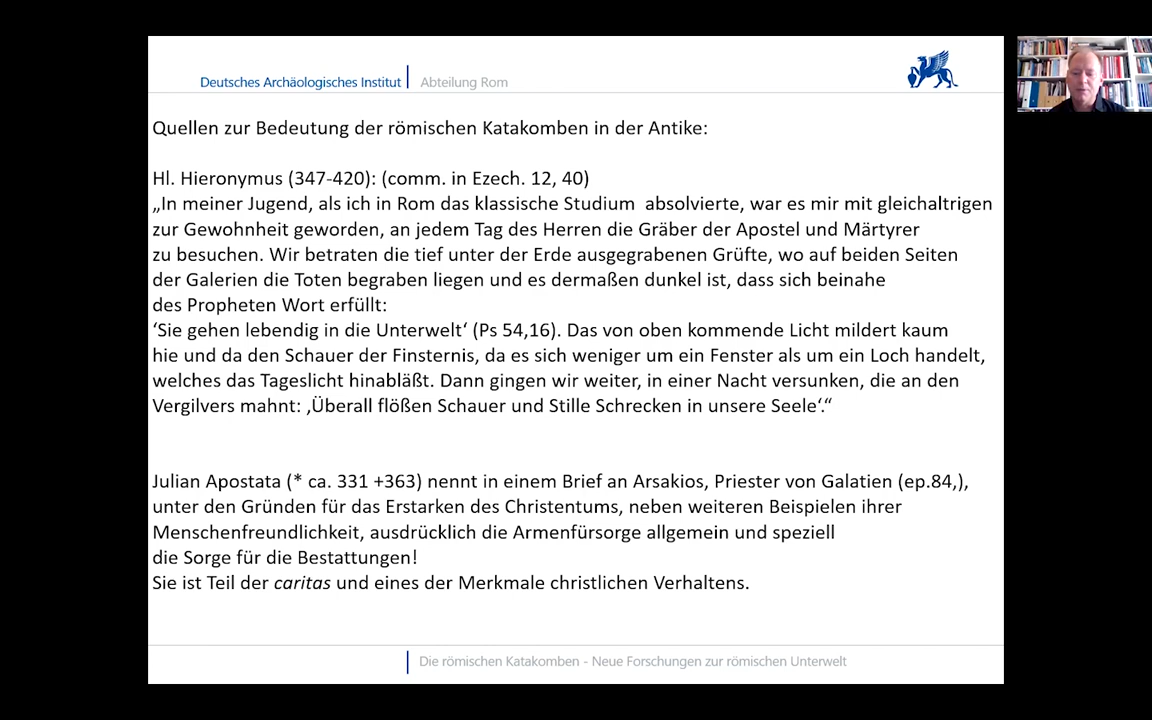 Deutsches Archäologisches Institut Abteilung Rom
Quellen zur Bedeutung der römischen Katakomben in der Antike:
Hl. Hieronymus (347-420): (comm. in Ezech. 12, 40)
„In meiner Jugend, als ich in Rom das klassische Studium absolvierte, war es mir mit gleichaltrigen
zur Gewohnheit geworden, an jedem Tag des Herren die Gräber der Apostel und Märtyrer
zu besuchen. Wir betraten die tief unter der Erde ausgegrabenen Grüfte, wo auf beiden Seiten
der Galerien die Toten begraben liegen und es dermaßen dunkel ist, dass sich beinahe
des Propheten Wort erfüllt:
‘Sie gehen lebendig in die Unterwelt‘ (Ps 54,16). Das von oben kommende Licht mildert kaum
hie und da den Schauer der Finsternis, da es sich weniger um ein Fenster als um ein Loch handelt,
welches das Tageslicht hinabläßt. Dann gingen wir weiter, in einer Nacht versunken, die an den
Vergilvers mahnt: ‚Überall flößen Schauer und Stille Schrecken in unsere Seele‘.“
Julian Apostata (* ca. 331 +363) nennt in einem Brief an Arsakios, Priester von Galatien (ep.84,),
unter den Gründen für das Erstarken des Christentums, neben weiteren Beispielen ihrer
Menschenfreundlichkeit, ausdrücklich die Armenfürsorge allgemein und speziell
die Sorge für die Bestattungen!
Sie ist Teil der caritas und eines der Merkmale christlichen Verhaltens.
Die römischen Katakomben - Neue Forschungen zur römischen Unterwelt